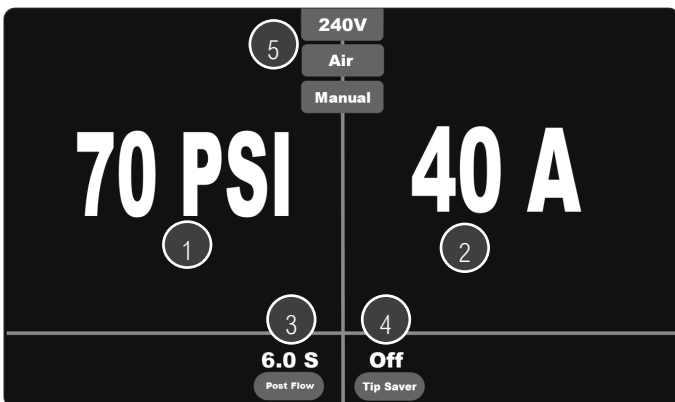 240V
5
Air
Manual
70 PSI
40 A
1
2
3
4
6.0 S
Off
Post Flow
Tip Saver